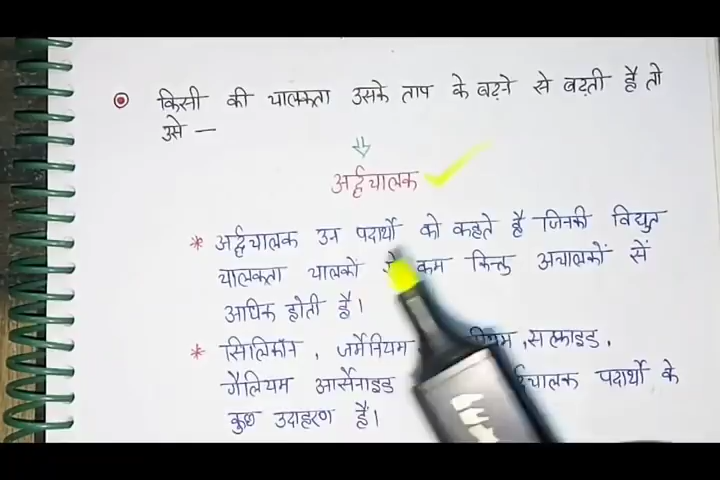 किसी की चालकता उसके ताप के बढ़ने से बढ़ती है तो
उसे —
अर्द्धचालक
* अर्द्धचालक उन पदार्थों को कहते है जिनकी विद्युत
चालकता चालकों कम किन्तु अचालकों सें
अधिक होती है।
* सिलिकॉन, जर्मेनियम, सल्फाइड,
गैलियम आर्सेनाइड पदार्थो के
कुछ उदाहरण हैं।